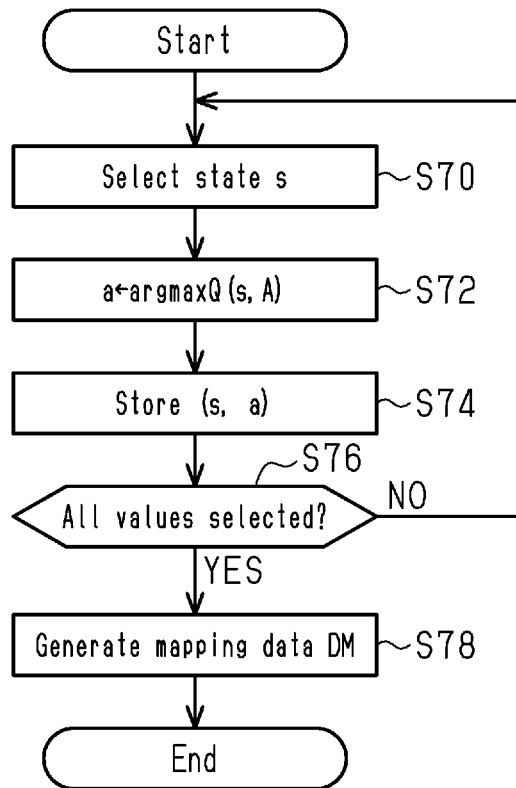 Start
Select state s
S70
a←argmaxQ(s, A)
S72
Store (s, a)
S74
S76
All values selected?
NO
YES
Generate mapping data DM
S78
End